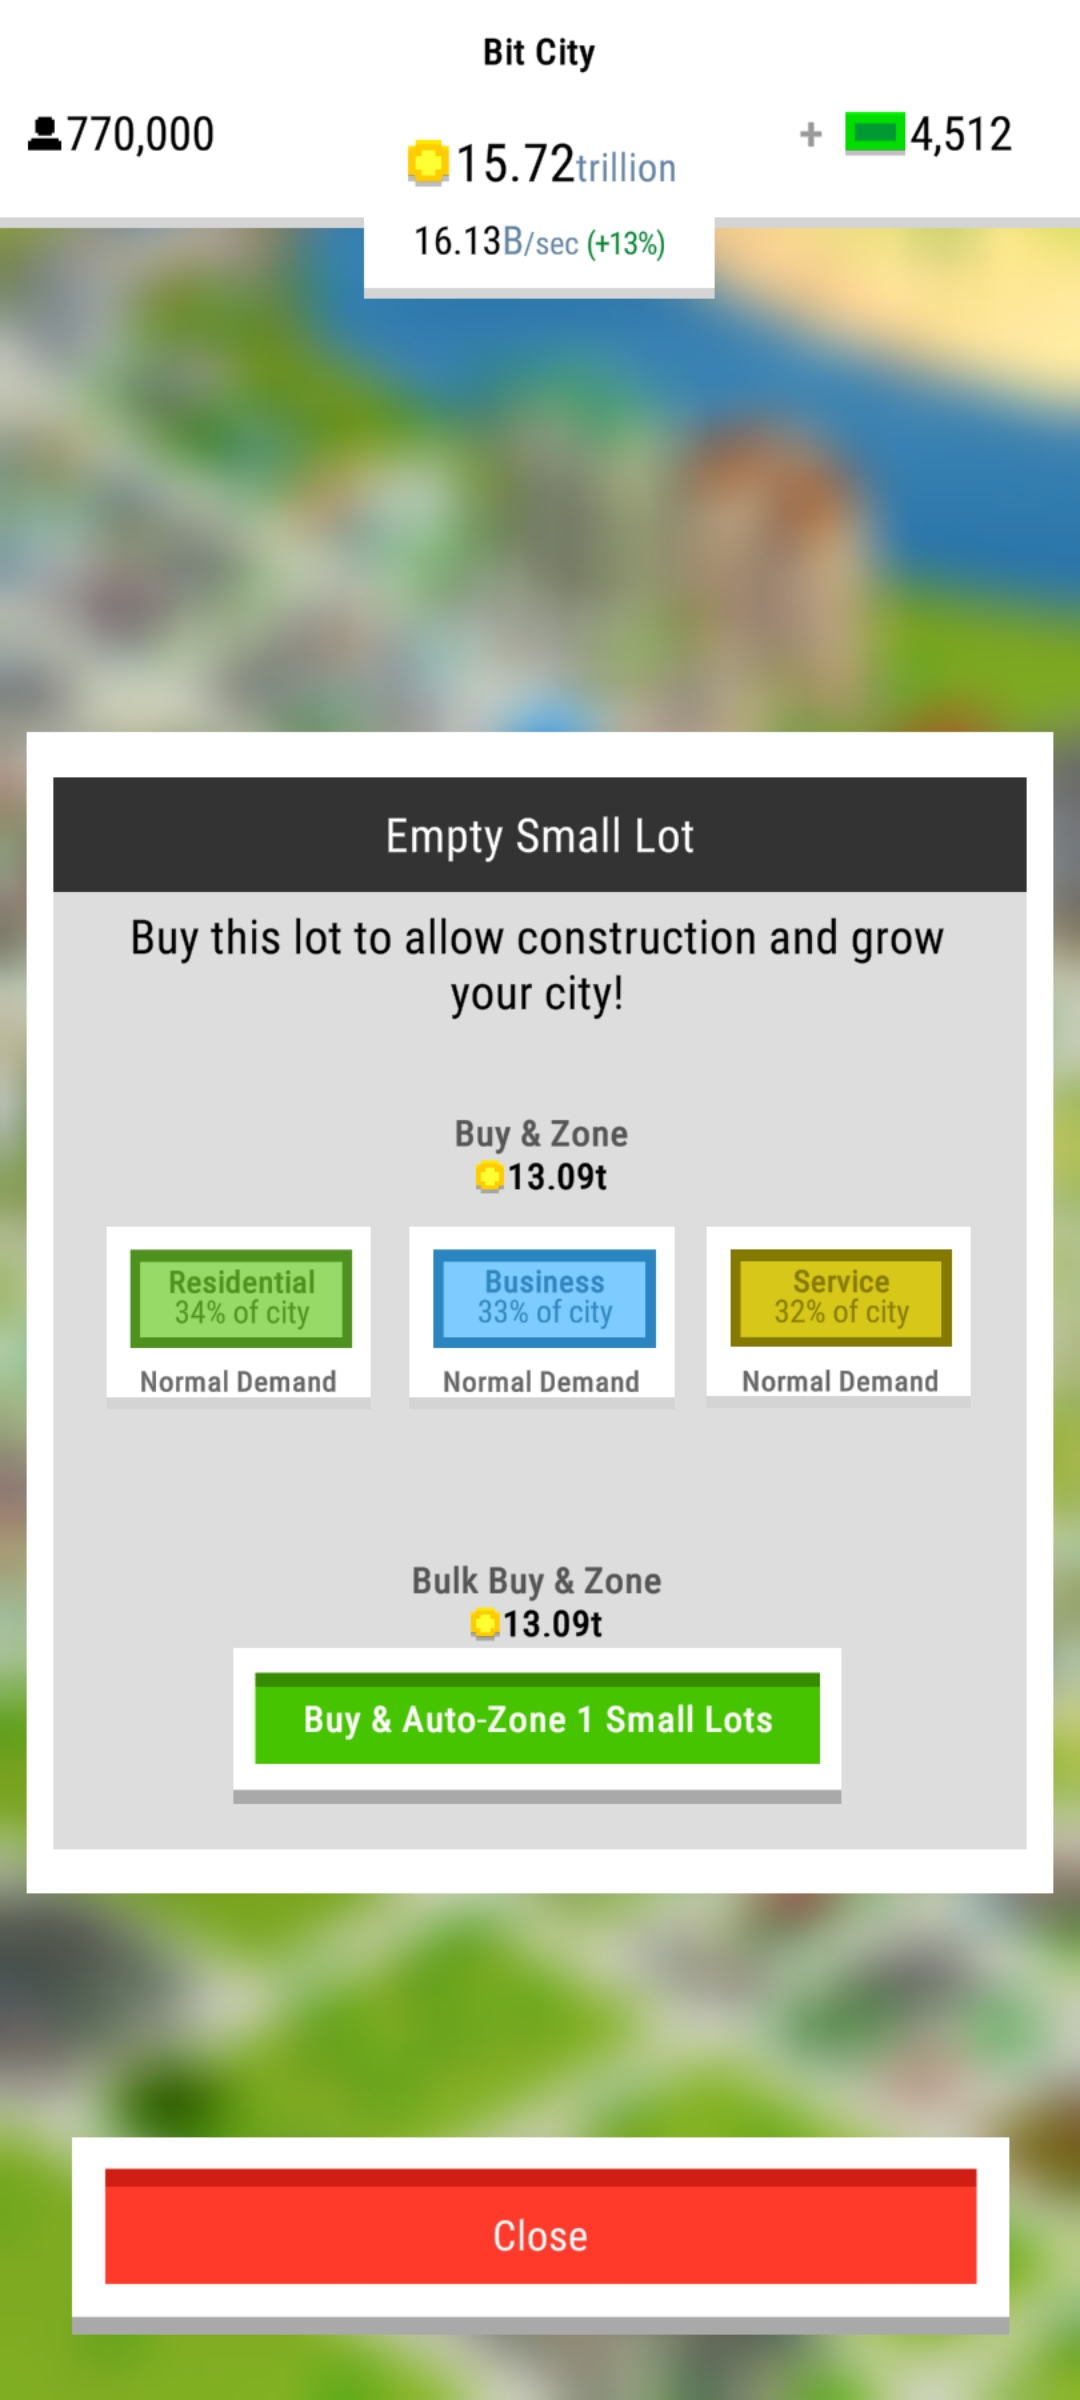 Bit City
770,000
15.72trillion
+ 4,512
16.13B/sec (+13%)
Empty Small Lot
Buy this lot to allow construction and grow
your city!
Buy & Zone
13.09t
Residential
34% of city
Normal Demand
Business
33% of city
Normal Demand
Service
32% of city
Normal Demand
Bulk Buy & Zone
13.09t
Buy & Auto-Zone 1 Small Lots
Close